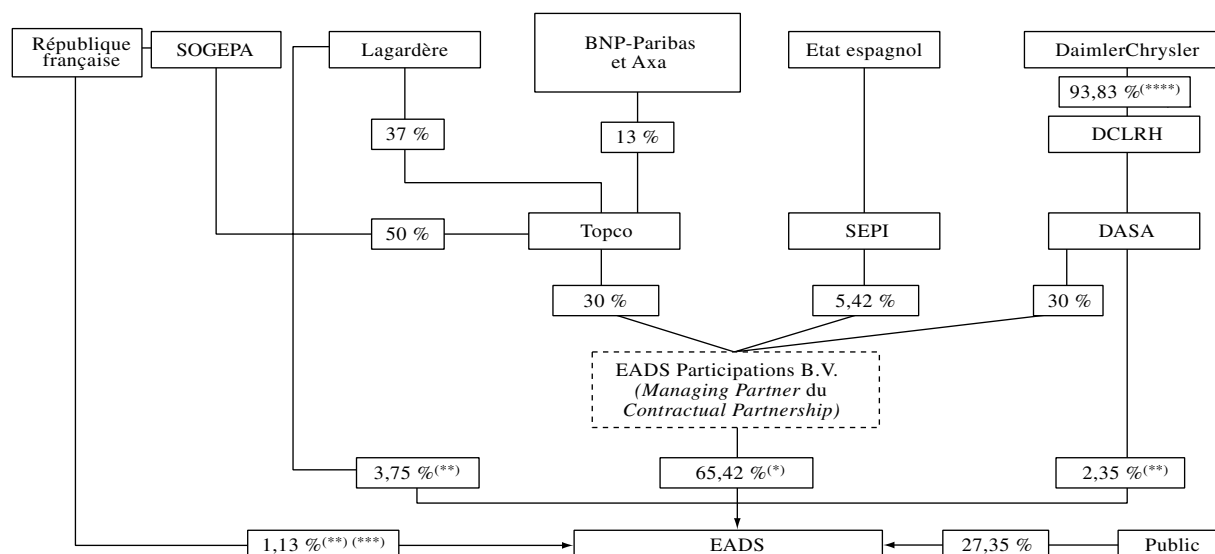 République
française
SOGEPA
Lagardère
BNP-Paribas
et Axa
Etat espagnol
DaimlerChrysler
93,83 %(****)
37 %
13 %
DCLRH
50 %
Topco
SEPI
DASA
30 %
5,42 %
30 %
EADS Participations B.V.
(Managing Partner du
Contractual Partnership)
3,75 %(**)
65,42 %(*)
2,35 %(**)
1,13 %(**) (***)
EADS
27,35 %
Public